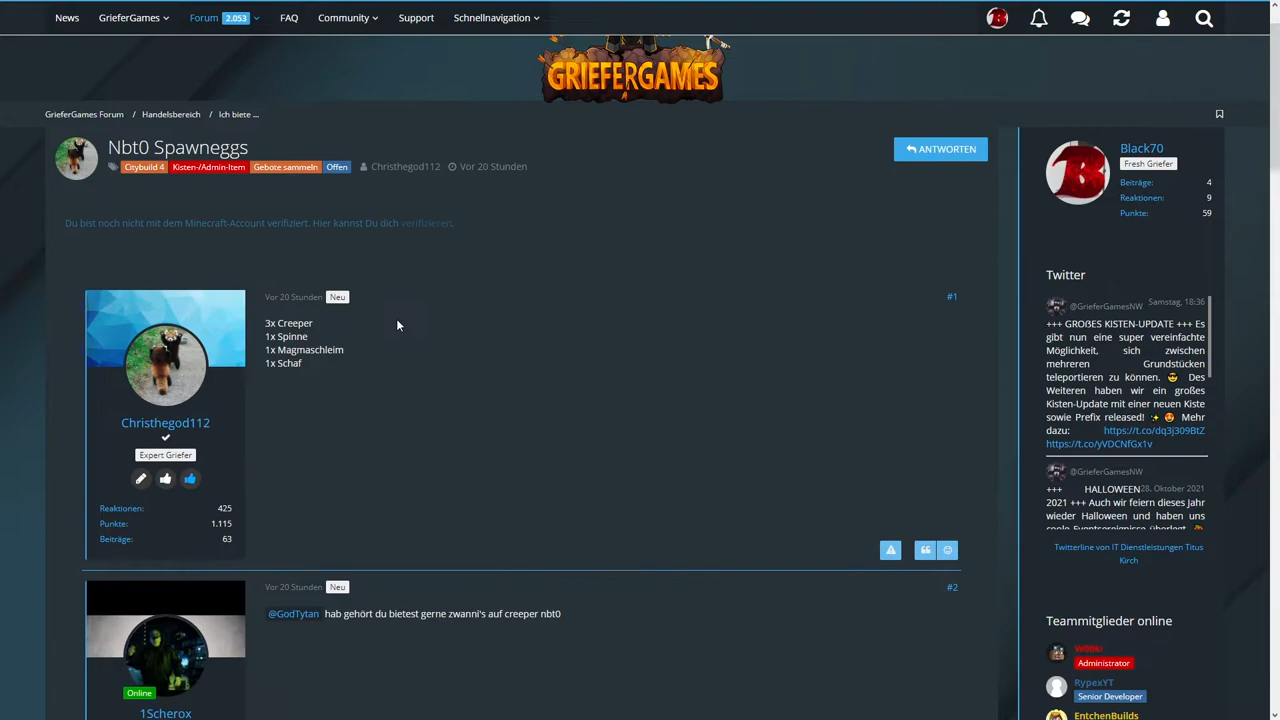 News GrieferGames Forum 2.053 FAQ Community Support Schnellnavigation
GRIEFERGAMES
GrieferGames Forum / Handelsbereich / Ich biete ...
Nbt0 Spawneggs
Citybuild 4 Kisten-/Admin-Item Gebote sammeln Offen Christhegod112 Vor 20 Stunden
ANTWORTEN
Du bist noch nicht mit dem Minecraft-Account verifiziert. Hier kannst Du dich verifizieren.
Vor 20 Stunden Neu #1
3x Creeper
1x Spinne
1x Magmaschleim
1x Schaf
Christhegod112
Expert Griefer
Reaktionen: 425
Punkte: 1.115
Beiträge: 63
Vor 20 Stunden Neu #2
@GodTytan hab gehört du bietest gerne zwanni's auf creeper nbt0
Online
1Scherox
Black70
Fresh Griefer
Beiträge: 4
Reaktionen: 9
Punkte: 59
Twitter
@GrieferGamesNW Samstag, 18:36
+++ GROẞES KISTEN-UPDATE +++ Es
gibt nun eine super vereinfachte
Möglichkeit, sich zwischen
mehreren Grundstücken
teleportieren zu können. 😎 Des
Weiteren haben wir ein großes
Kisten-Update mit einer neuen Kiste
sowie Prefix released! ✨ 😍 Mehr
dazu: https://t.co/dq3j309BtZ
https://t.co/yVDCNfGx1v
@GrieferGamesNW
28. Oktober 2021
+++ HALLOWEEN
2021 +++ Auch wir feiern dieses Jahr
wieder Halloween und haben uns
coole Eventsereignisse überlegt.
Twitterline von IT Dienstleistungen Titus
Kirch
Teammitglieder online
Administrator
RypexYT
Senior Developer
EntchenBuilds